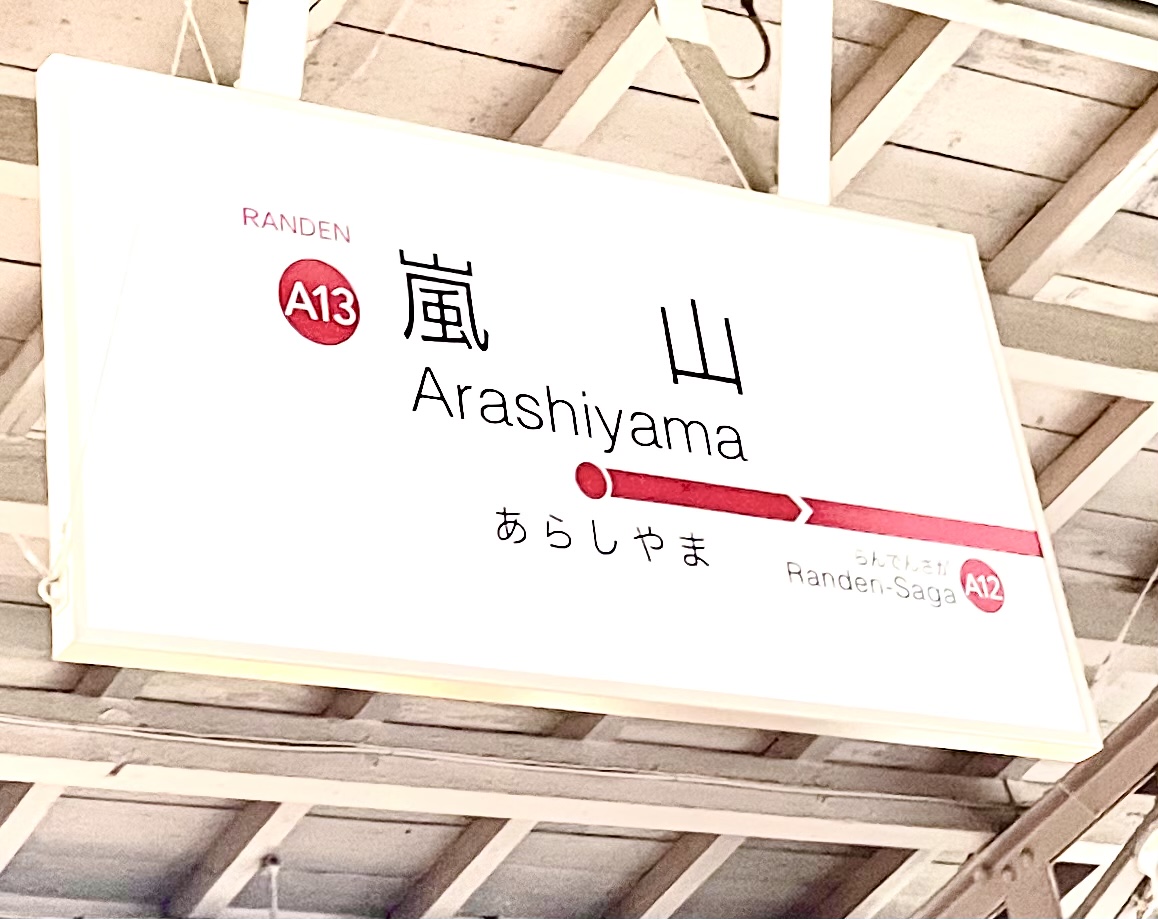 RANDEN
A13 嵐 山
Arashiyama
あらしやま
らんでんさが
Randen-Saga A12